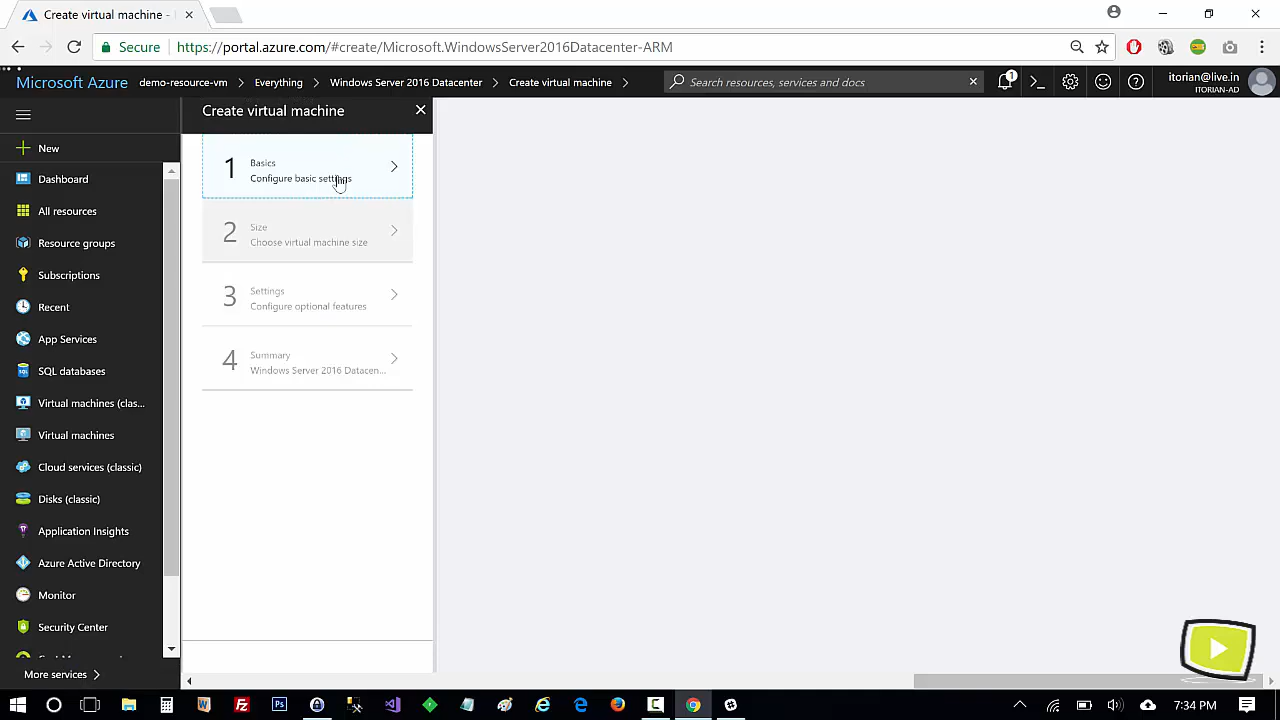 Create virtual machine -
Secure
https://portal.azure.com/#create/Microsoft.WindowsServer2016Datacenter-ARM
Microsoft Azure
demo-resource-vm
Everything
Windows Server 2016 Datacenter
Create virtual machine
Search resources, services and docs
1
itorian@live.in
ITORIAN-AD
New
Dashboard
All resources
Resource groups
Subscriptions
Recent
App Services
SQL databases
Virtual machines (clas...
Virtual machines
Cloud services (classic)
Disks (classic)
Application Insights
Azure Active Directory
Monitor
Security Center
More services
Create virtual machine
1
Basics
Configure basic settings
2
Size
Choose virtual machine size
3
Settings
Configure optional features
4
Summary
Windows Server 2016 Datacen...
7:34 PM